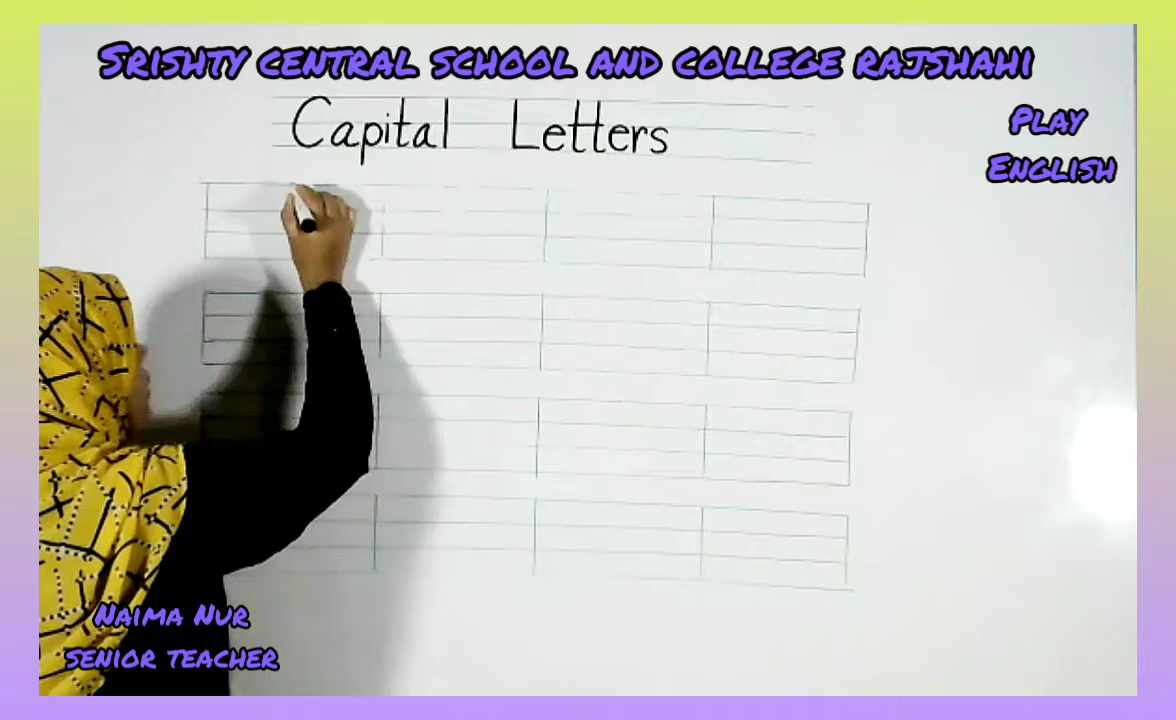 Srishty central school and college rajshahi
Capital Letters
Play
English
Naima Nur
senior teacher